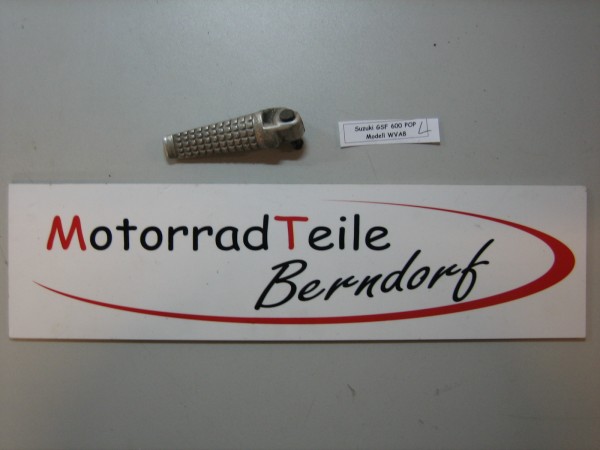 Suzuki GSF 600 POP
Modell WVA8
L
MotorradTeile
Berndorf